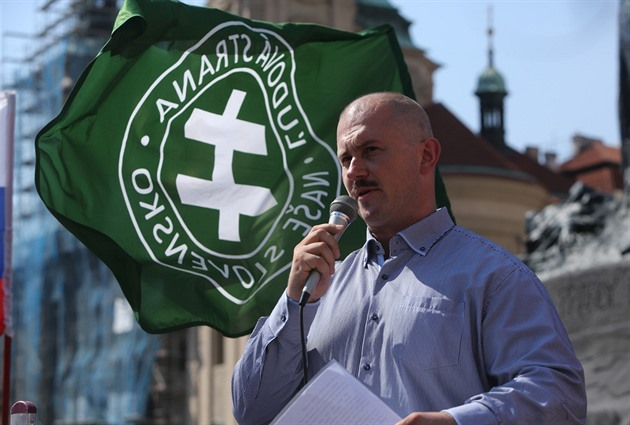 ĽUDOVÁ STRANA
· NAŠE SLOVENSKO ·